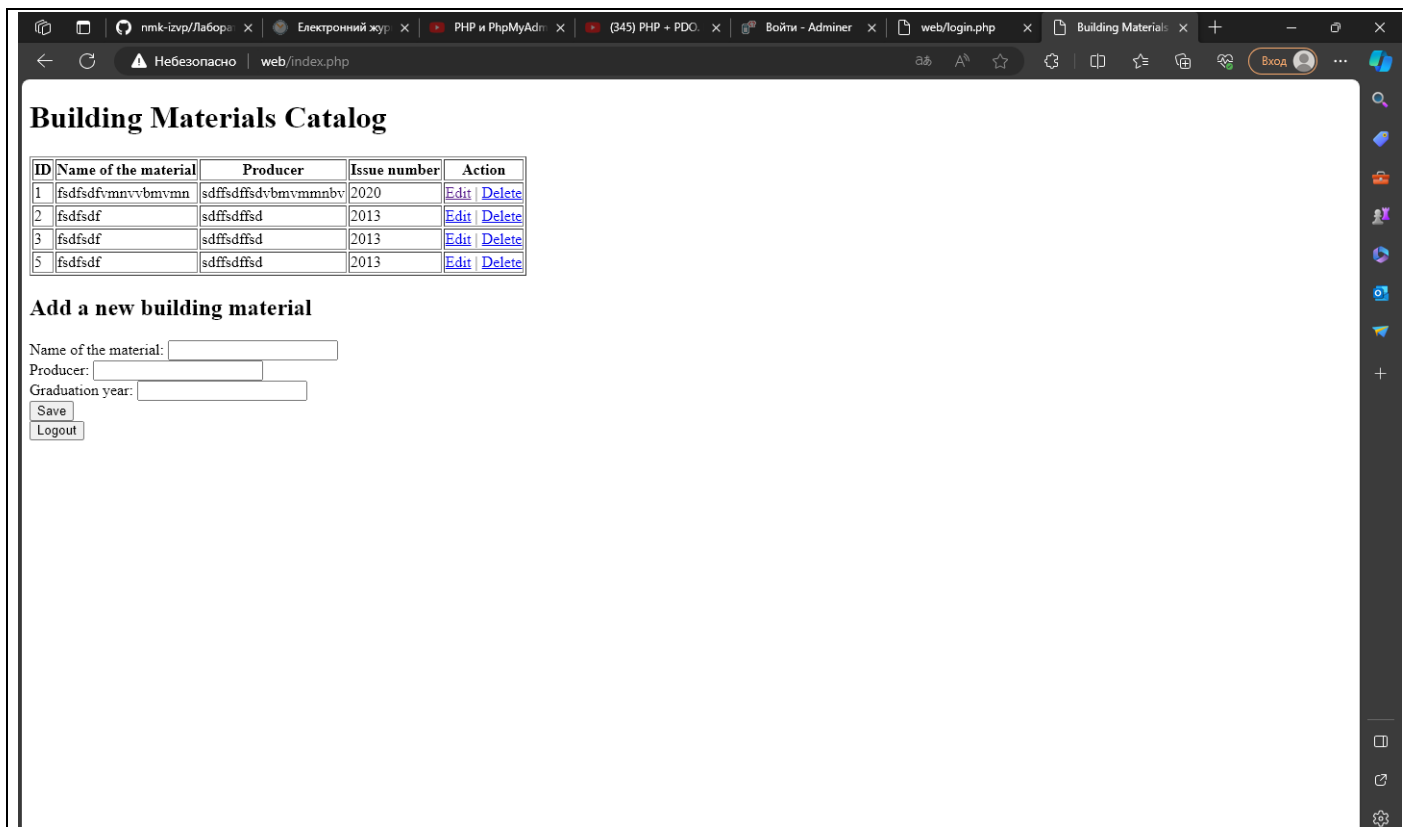 nmk-izvp/Лабора
Електронний жур
PHP и PhpMyAdm
(345) PHP + PDO.
Войти - Adminer
web/login.php
Building Materials
Небезопасно
web/index.php
Вход
Building Materials Catalog
ID Name of the material Producer Issue number Action
1 fsdfsdfvmnvvbmvmn sdffsdffsdvbmvmmnbv 2020 Edit | Delete
2 fsdfsdf sdffsdffsd 2013 Edit | Delete
3 fsdfsdf sdffsdffsd 2013 Edit | Delete
5 fsdfsdf sdffsdffsd 2013 Edit | Delete
Add a new building material
Name of the material:
Producer:
Graduation year:
Save
Logout